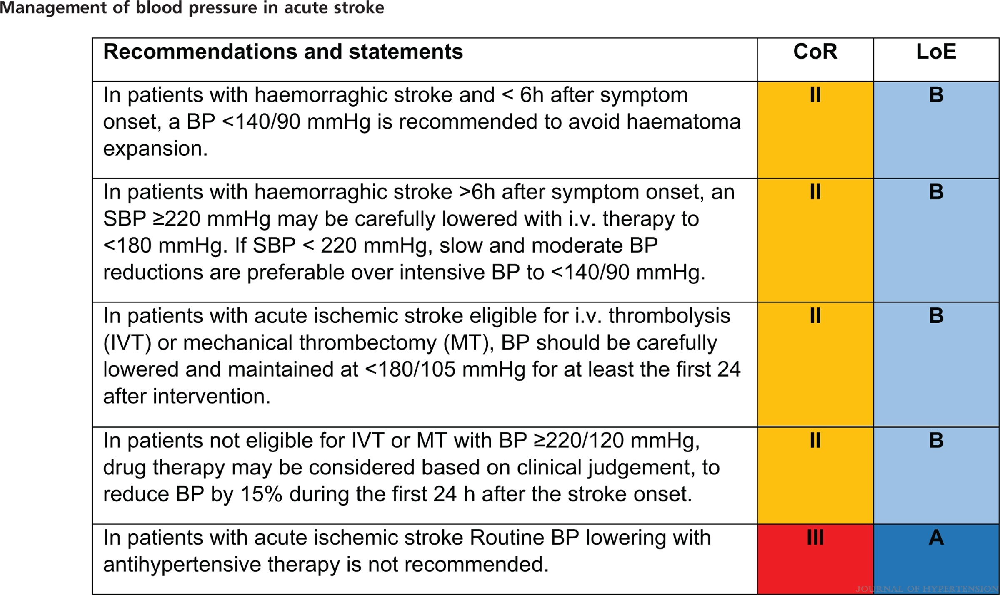 Management of blood pressure in acute stroke
Recommendations and statements CoR LoE
In patients with haemorraghic stroke and < 6h after symptom II B
onset, a BP <140/90 mmHg is recommended to avoid haematoma
expansion.
In patients with haemorraghic stroke >6h after symptom onset, an II B
SBP ≥220 mmHg may be carefully lowered with i.v. therapy to
<180 mmHg. If SBP < 220 mmHg, slow and moderate BP
reductions are preferable over intensive BP to <140/90 mmHg.
In patients with acute ischemic stroke eligible for i.v. thrombolysis II B
(IVT) or mechanical thrombectomy (MT), BP should be carefully
lowered and maintained at <180/105 mmHg for at least the first 24
after intervention.
In patients not eligible for IVT or MT with BP ≥220/120 mmHg, II B
drug therapy may be considered based on clinical judgement, to
reduce BP by 15% during the first 24 h after the stroke onset.
In patients with acute ischemic stroke Routine BP lowering with III A
antihypertensive therapy is not recommended.
JOURNAL OF HYPERTENSION